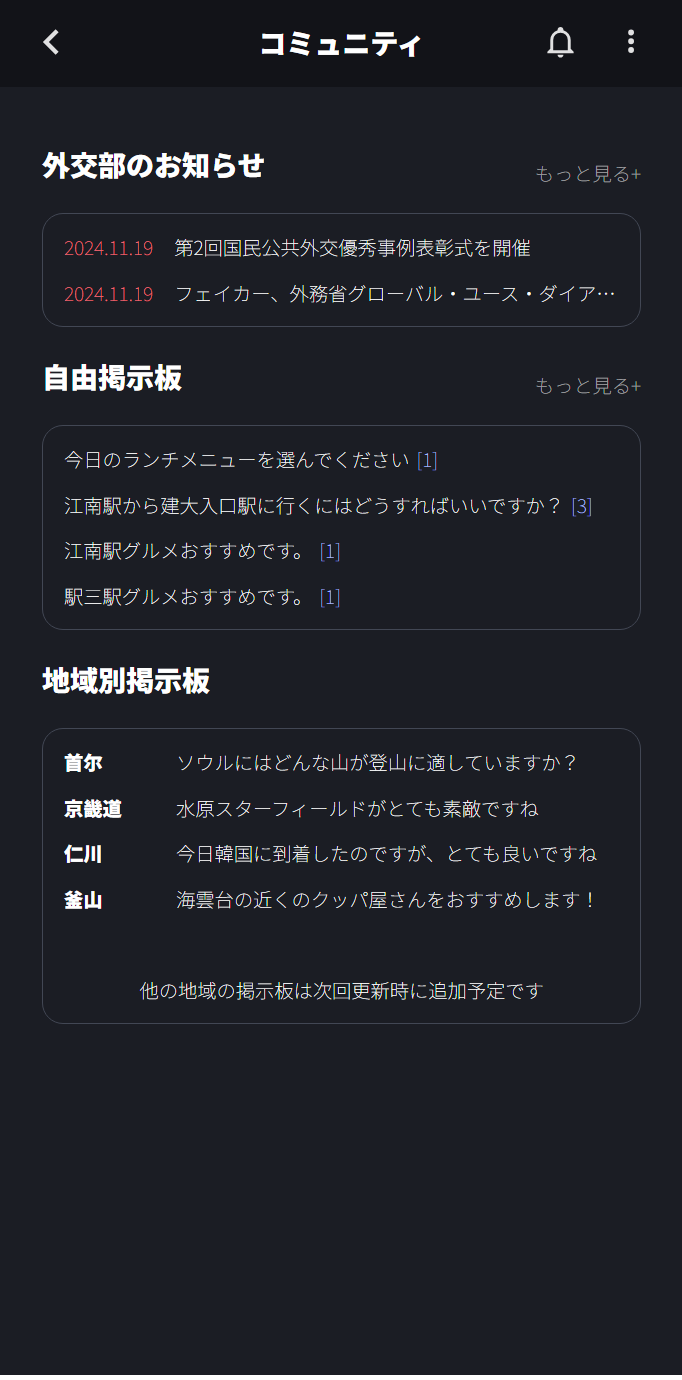 コミュニティ
外交部のお知らせ
もっと見る+
2024.11.19 第2回国民公共外交優秀事例表彰式を開催
2024.11.19 フェイカー、外務省グローバル・ユース・ダイア…
自由掲示板
もっと見る+
今日のランチメニューを選んでください [1]
江南駅から建大入口駅に行くにはどうすればいいですか？ [3]
江南駅グルメおすすめです。 [1]
駅三駅グルメおすすめです。 [1]
地域別掲示板
首尔 ソウルにはどんな山が登山に適していますか？
京畿道 水原スターフィールドがとても素敵ですね
仁川 今日韓国に到着したのですが、とても良いですね
釜山 海雲台の近くのクッパ屋さんをおすすめします！
他の地域の掲示板は次回更新時に追加予定です